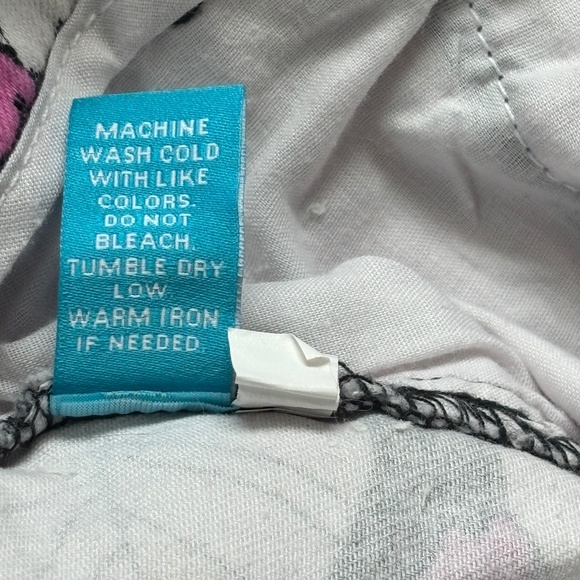 MACHINE
WASH COLD
WITH LIKE
COLORS.
DO NOT
BLEACH.
TUMBLE DRY
LOW
WARM IRON
IF NEEDED.